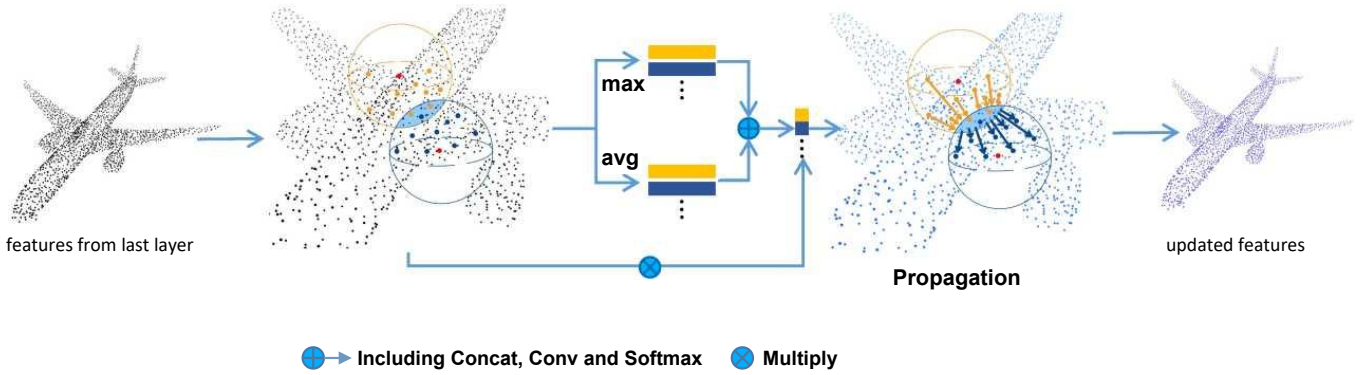 max
avg
features from last layer
updated features
Propagation
Including Concat, Conv and Softmax
Multiply